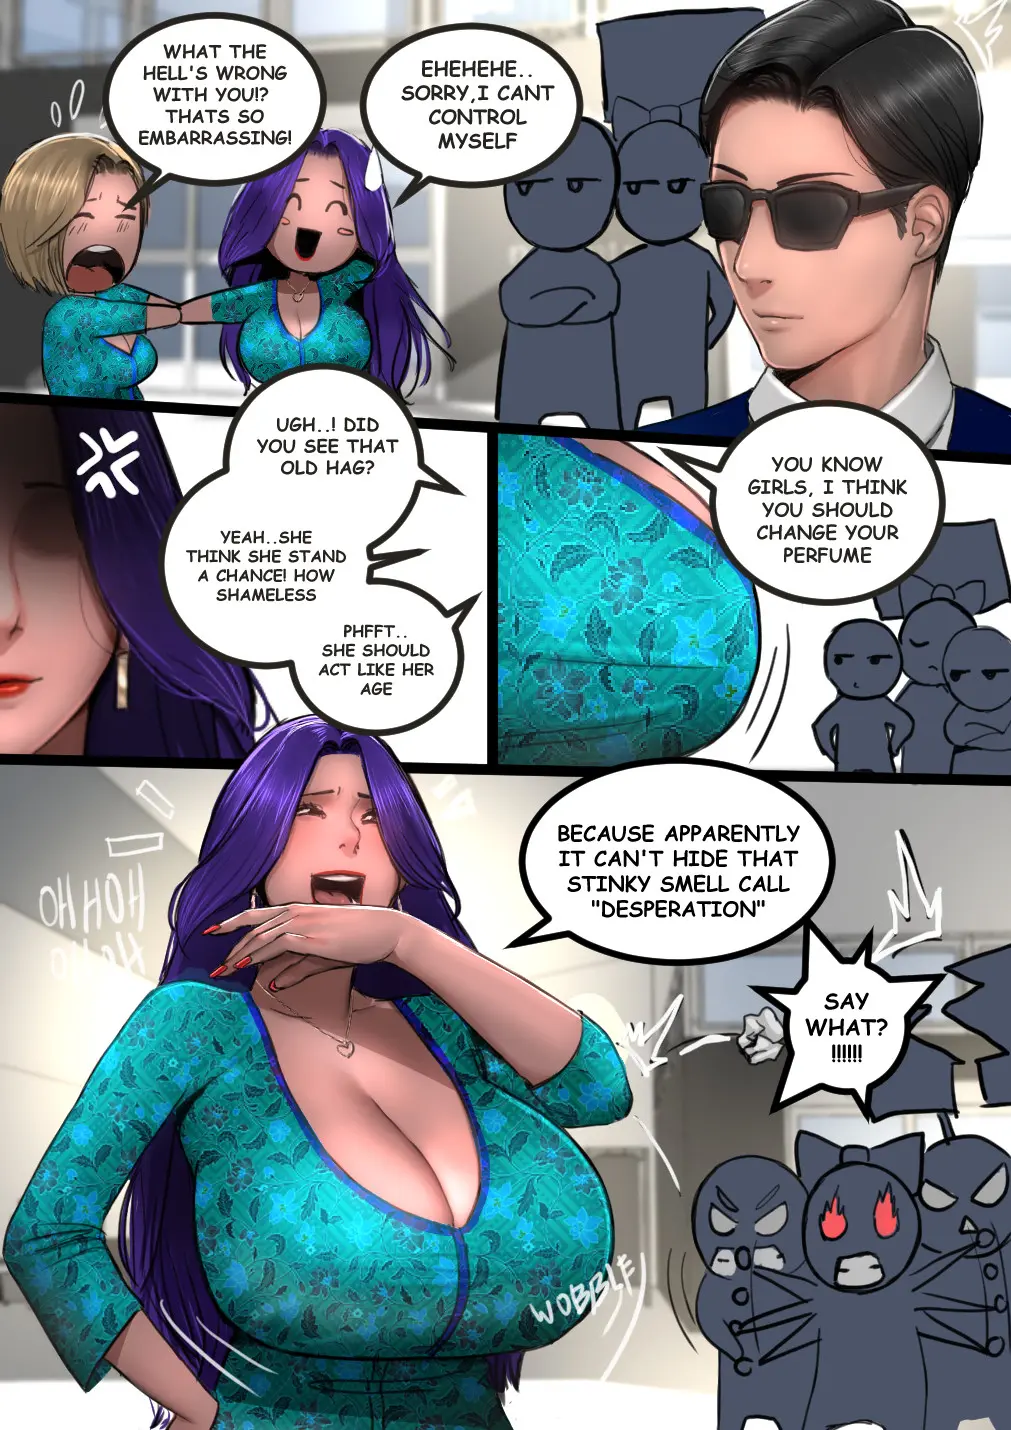 WHAT THE
HELL'S WRONG
WITH YOU!?
THATS SO
EMBARRASSING!
EHEHEHE..
SORRY,I CANT
CONTROL
MYSELF
UGH..! DID
YOU SEE THAT
OLD HAG?
YEAH..SHE
THINK SHE STAND
A CHANCE! HOW
SHAMELESS
PHFFT..
SHE SHOULD
ACT LIKE HER
AGE
YOU KNOW
GIRLS, I THINK
YOU SHOULD
CHANGE YOUR
PERFUME
BECAUSE APPARENTLY
IT CAN'T HIDE THAT
STINKY SMELL CALL
"DESPERATION"
OH HOH
OH HOH
SAY
WHAT?
!!!!!!
WOBBLE